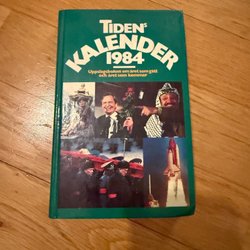 TIDENS
KALENDER
1984
Uppslagsboken om året som gått
och året som kommer